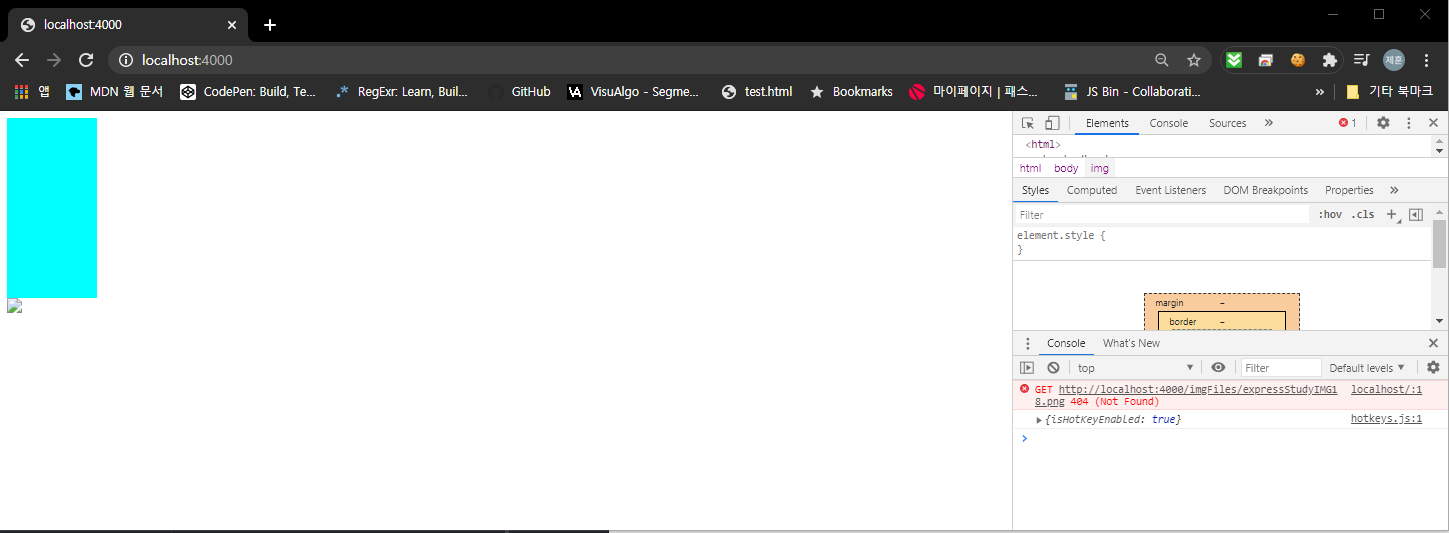 localhost:4000
localhost:4000
제훈
앱
MDN 웹 문서
CodePen: Build, Te...
RegExr: Learn, Buil...
GitHub
VisuAlgo - Segme...
test.html
Bookmarks
마이페이지 | 패스...
JS Bin - Collaborati...
»
기타 북마크
Elements
Console
Sources
»
1
<html>
html
body
img
Styles
Computed
Event Listeners
DOM Breakpoints
Properties
»
Filter
:hov
.cls
+
element.style {
}
margin
-
border
-
Console
What's New
top
Filter
Default levels
GET http://localhost:4000/imgFiles/expressStudyIMG1
localhost/:1
8.png 404 (Not Found)
{isHotKeyEnabled: true}
hotkeys.js:1